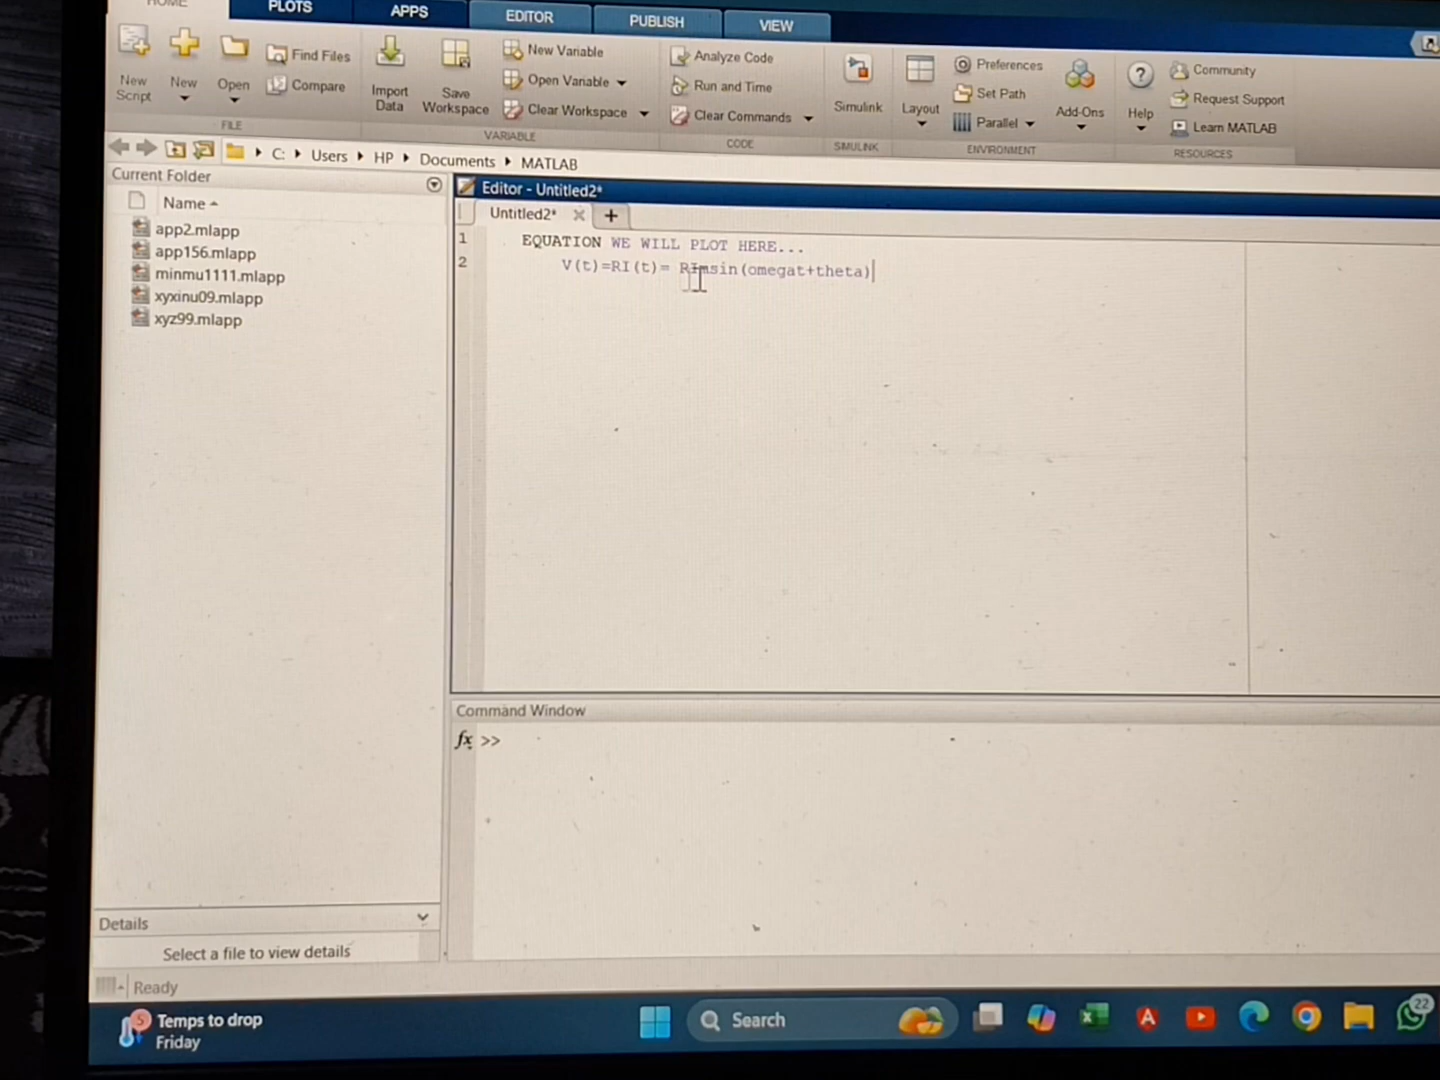 HOME PLOTS APPS EDITOR PUBLISH VIEW
New Script
New
Open
Find Files
Compare
FILE
Import Data
Save Workspace
New Variable
Open Variable
Clear Workspace
VARIABLE
Analyze Code
Run and Time
Clear Commands
CODE
Simulink
SIMULINK
Layout
Preferences
Set Path
Parallel
ENVIRONMENT
Add-Ons
Help
Community
Request Support
Learn MATLAB
RESOURCES
C: Users HP Documents MATLAB
Current Folder
Name
app2.mlapp
app156.mlapp
minmu1111.mlapp
xyxinu09.mlapp
xyz99.mlapp
Editor - Untitled2*
Untitled2*
1 EQUATION WE WILL PLOT HERE...
2 V(t)=RI(t)= RImsin(omegat+theta)
Command Window
fx >>
Details
Select a file to view details
Ready
5
Temps to drop
Friday
Search
22